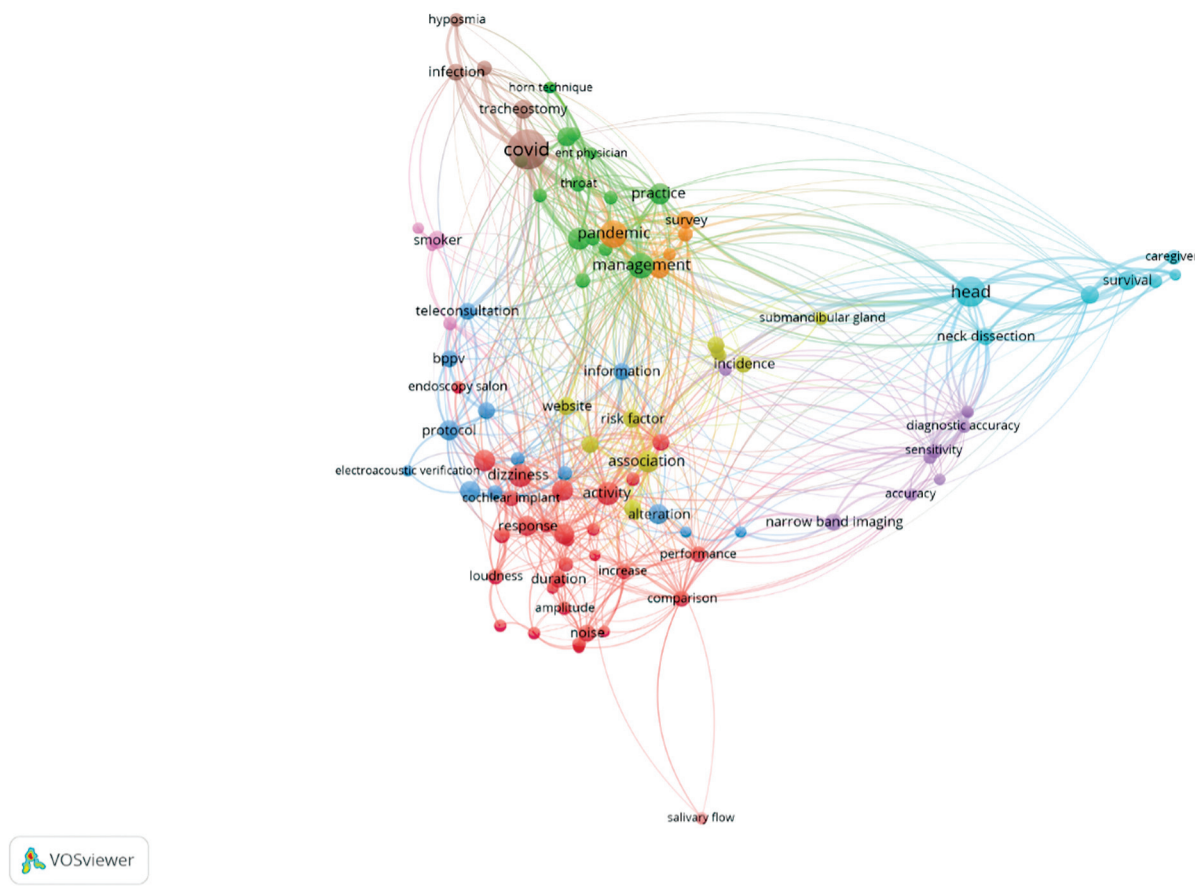 hyposmia
infection
horn technique
tracheostomy
covid
ent physician
throat
practice
survey
pandemic
smoker
management
caregiver
survival
head
teleconsultation
submandibular gland
neck dissection
bppv
incidence
information
endoscopy salon
website
risk factor
diagnostic accuracy
protocol
sensitivity
association
electroacoustic verification
dizziness
activity
accuracy
cochlear implant
alteration
narrow band imaging
response
performance
loudness
duration
increase
comparison
amplitude
noise
salivary flow
VOSviewer